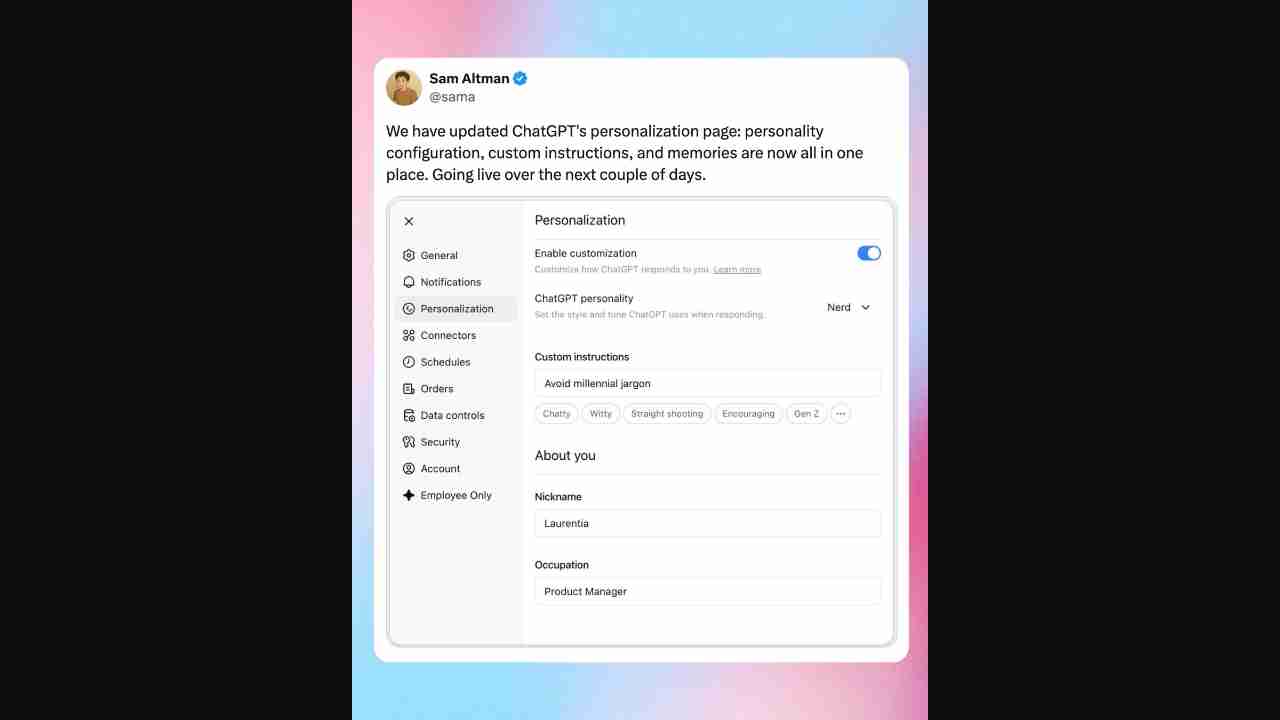 Sam Altman
@sama
We have updated ChatGPT's personalization page: personality
configuration, custom instructions, and memories are now all in one
place. Going live over the next couple of days.
General
Notifications
Personalization
Connectors
Schedules
Orders
Data controls
Security
Account
Employee Only
Personalization
Enable customization
Customize how ChatGPT responds to you. Learn more
ChatGPT personality
Set the style and tone ChatGPT uses when responding.
Nerd
Custom instructions
Avoid millennial jargon
Chatty Witty Straight shooting Encouraging Gen Z ...
About you
Nickname
Laurentia
Occupation
Product Manager